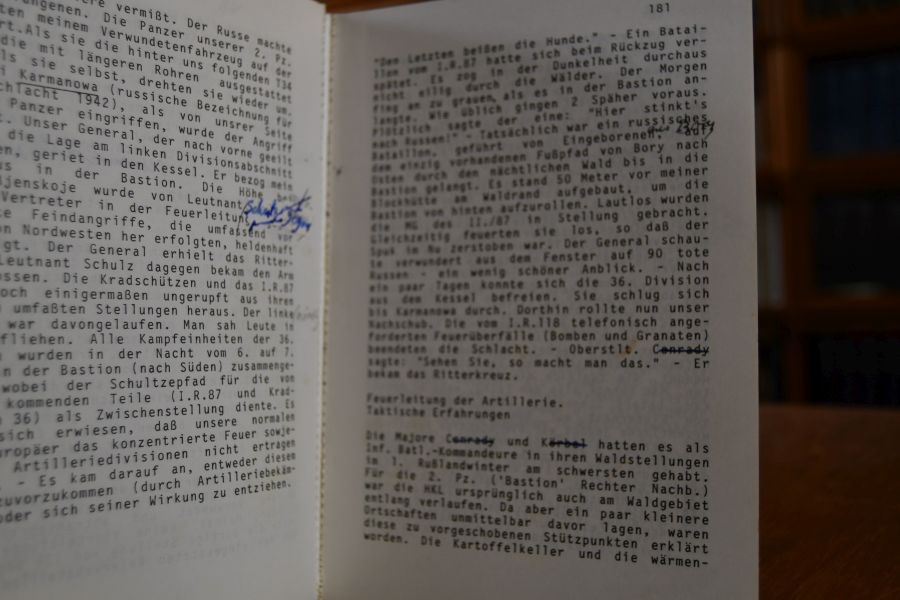 ere vermißt. Der Russe machte
ungenen. Die Panzer unserer 2. Pz.
ten meinem Verwundetenfahrzeug auf der
rt. Als sie die hinter uns folgenden T34
die mit längeren Rohren ausgestattet
ls sie selbst, drehten sie wieder um.
i Karmanowa (russische Bezeichnung für
chlacht 1942), als von unsrer Seite
Panzer eingriffen, wurde der Angriff
t. Unser General, der nach vorne geeilt
die Lage am linken Divisionsabschnitt
en, geriet in den Kessel. Er bezog mein
us in der Bastion. Die Höhe bei
ijenskoje wurde von Leutnant
Vertreter in der Feuerleitung
te Feindangriffe, die umfassend vor
on Nordwesten her erfolgten, heldenhaft
gt. Der General erhielt das Ritter-
Leutnant Schulz dagegen bekam den Arm
ossen. Die Kradschützen und das I.R.87
och einigermaßen ungerupft aus ihren
umfaßten Stellungen heraus. Der linke
war davongelaufen. Man sah Leute in
fliehen. Alle Kampfeinheiten der 36.
n wurden in der Nacht vom 6. auf 7.
n der Bastion (nach Süden) zusammenge-
wobei der Schultzepfad für die von
kommenden Teile (I.R.87 und Krad-
n 36) als Zwischenstellung diente. Es
sich erwiesen, daß unsere normalen
uropäer das konzentrierte Feuer sowje-
Artilleriedivisionen nicht ertragen
. - Es kam darauf an, entweder diesem
zuvorzukommen (durch Artilleriebekäm-
oder sich seiner Wirkung zu entziehen.
181
"Den Letzten beißen die Hunde." - Ein Batai-
llon vom I.R.87 hatte sich beim Rückzug ver-
spätet. Es zog in der Dunkelheit durchaus
nicht eilig durch die Wälder. Der Morgen
fing an zu grauen, als es in der Bastion an-
langte. Wie üblich gingen 2 Späher voraus.
Plötzlich sagte der eine: "Hier stinkt's
nach Russen!" - Tatsächlich war ein russisches
Bataillon, geführt von Eingeborenen, auf
dem einzig vorhandenen Fußpfad von Bory nach
Osten durch den nächtlichen Wald bis in die
Bastion gelangt. Es stand 50 Meter vor meiner
Blockhütte am Waldrand aufgebaut, um die
Bastion von hinten aufzurollen. Lautlos wurden
die MG des II./87 in Stellung gebracht.
Gleichzeitig feuerten sie los, so daß der
Spuk im Nu zerstoben war. Der General schau-
te verwundert aus dem Fenster auf 90 tote
Russen - ein wenig schöner Anblick. - Nach
ein paar Tagen konnte sich die 36. Division
aus dem Kessel befreien. Sie schlug sich
bis Karmanowa durch. Dorthin rollte nun unser
Nachschub. Die vom I.R.118 telefonisch ange-
forderten Feuerüberfälle (Bomben und Granaten)
beendeten die Schlacht. - Oberstlt. Conrady
sagte: "Sehen Sie, so macht man das." - Er
bekam das Ritterkreuz.
Feuerleitung der Artillerie.
Taktische Erfahrungen
Die Majore Conrady und Körbel hatten es als
Inf. Batl.-Kommandeure in ihren Waldstellungen
im 1. Rußlandwinter am schwersten gehabt.
Für die 2. Pz. ('Bastion' Rechter Nachb.)
war die HKL ursprünglich auch am Waldgebiet
entlang verlaufen. Da aber ein paar kleinere
Ortschaften unmittelbar davor lagen, waren
diese zu vorgeschobenen Stützpunkten erklärt
worden. Die Kartoffelkeller und die wärmen-